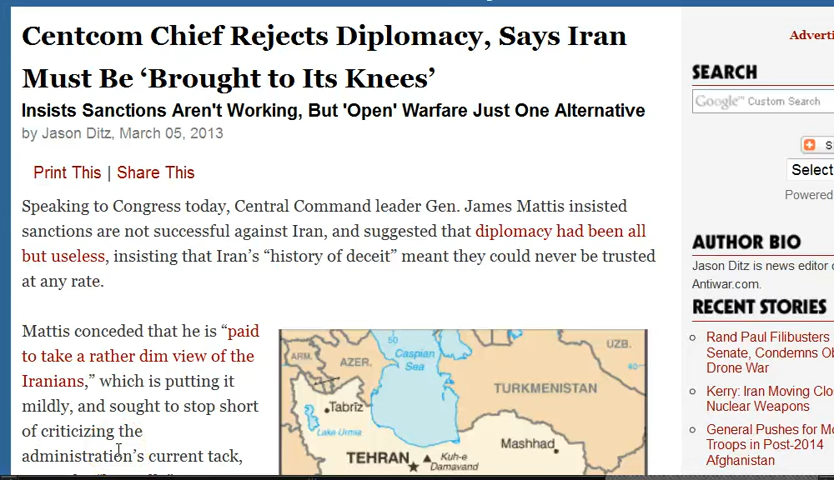 Centcom Chief Rejects Diplomacy, Says Iran
Must Be ‘Brought to Its Knees’
Insists Sanctions Aren't Working, But 'Open' Warfare Just One Alternative
by Jason Ditz, March 05, 2013
Print This | Share This
Speaking to Congress today, Central Command leader Gen. James Mattis insisted
sanctions are not successful against Iran, and suggested that diplomacy had been all
but useless, insisting that Iran’s “history of deceit” meant they could never be trusted
at any rate.
Mattis conceded that he is “paid
to take a rather dim view of the
Iranians,” which is putting it
mildly, and sought to stop short
of criticizing the
administration’s current tack,
50
Caspian
Sea
UZB.
ARM.
AZER.
40
TURKMENISTAN
Tabrīz
Lake Urmia
Mashhad
TEHRAN
Kuh-e
Damavand
SEARCH
Google™ Custom Search
Select
Powered
AUTHOR BIO
Jason Ditz is news editor
Antiwar.com.
RECENT STORIES
Rand Paul Filibusters
Senate, Condemns
Drone War
Kerry: Iran Moving
Nuclear Weapons
General Pushes for
Troops in Post-2014
Afghanistan